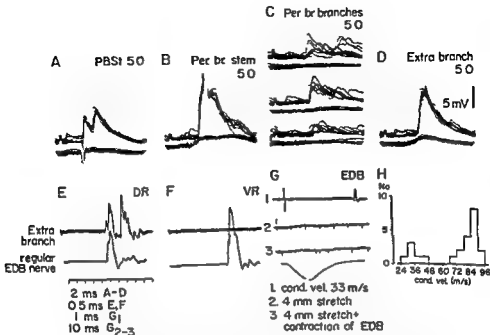 A PBSt 50
B Per br stem 50
C Per br branches 50
D Extra branch 50
5mV
E DR
Extra branch
regular EDB nerve
F VR
G EDB
1
2
3
H
No
10
5
0
24 36 46 60 72 84 96
cond. vel. (m/s)
2 ms A-D
0.5 ms E,F
1 ms G1
10 ms G2-3
1. cond. vel. 33 m/s
2. 4 mm stretch
3 4 mm stretch+
contraction of EDB